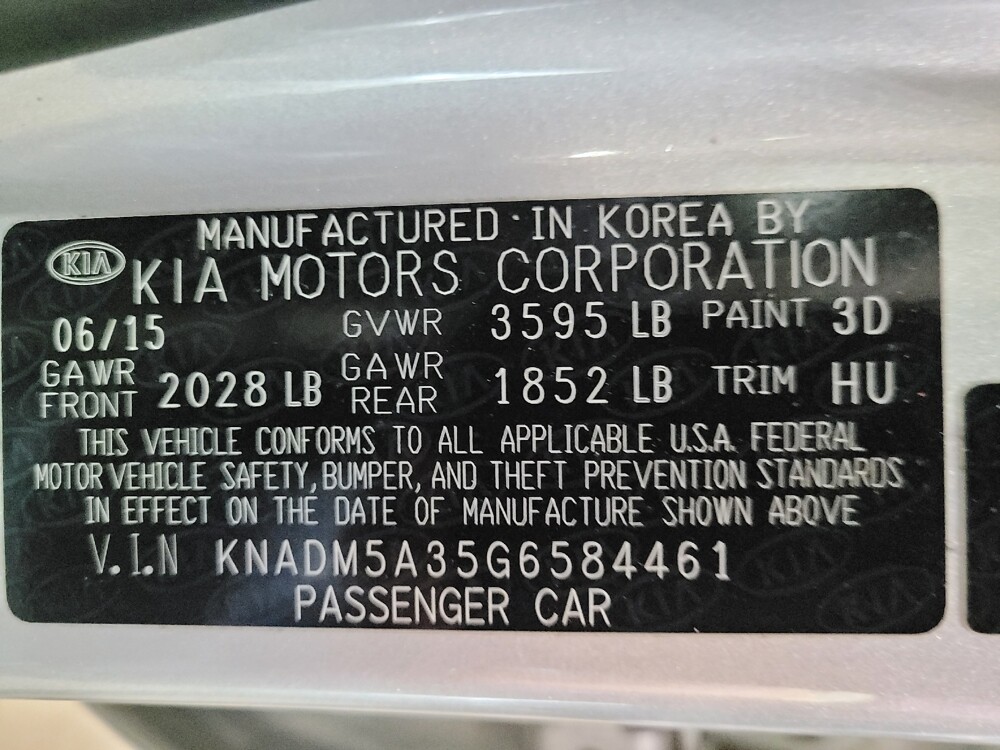 MANUFACTURED IN KOREA BY
KIA KIA MOTORS CORPORATION
06/15 GVWR 3595 LB PAINT 3D
GAWR FRONT 2028 LB GAWR REAR 1852 LB TRIM HU
THIS VEHICLE CONFORMS TO ALL APPLICABLE U.S.A. FEDERAL
MOTOR VEHICLE SAFETY, BUMPER, AND THEFT PREVENTION STANDARDS
IN EFFECT ON THE DATE OF MANUFACTURE SHOWN ABOVE
V.I.N KNADM5A35G6584461
PASSENGER CAR